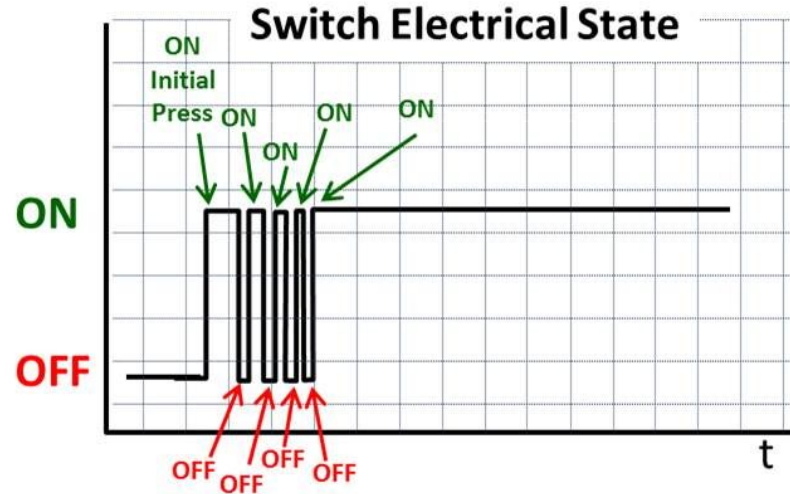 Switch Electrical State
ON
Initial
Press
ON
ON
ON
ON
ON
OFF
OFF
OFF
OFF
OFF
t